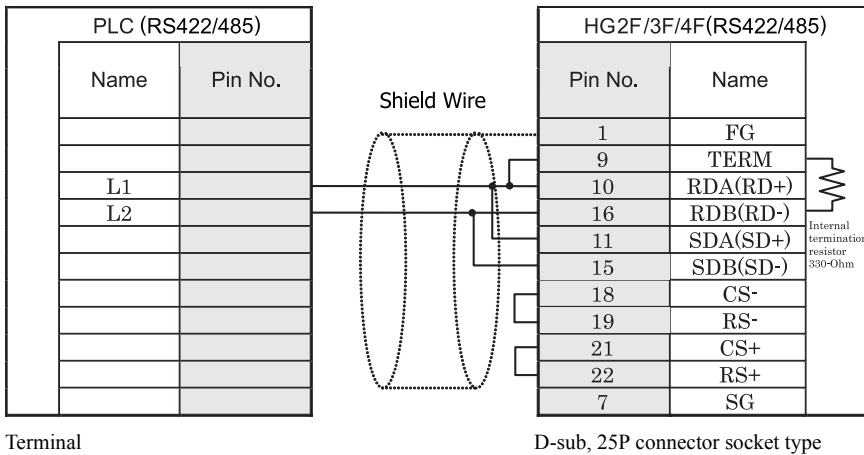 PLC (RS422/485)
HG2F/3F/4F(RS422/485)
Name Pin No.
Shield Wire
Pin No. Name
1 FG
9 TERM
L1 10 RDA(RD+)
L2 16 RDB(RD-)
11 SDA(SD+)
15 SDB(SD-)
18 CS-
19 RS-
21 CS+
22 RS+
7 SG
Internal
termination
resistor
330-Ohm
Terminal
D-sub, 25P connector socket type